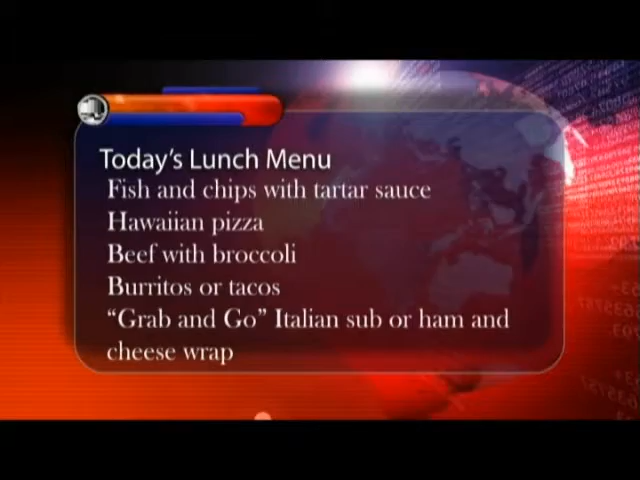 Today's Lunch Menu
Fish and chips with tartar sauce
Hawaiian pizza
Beef with broccoli
Burritos or tacos
“Grab and Go” Italian sub or ham and
cheese wrap